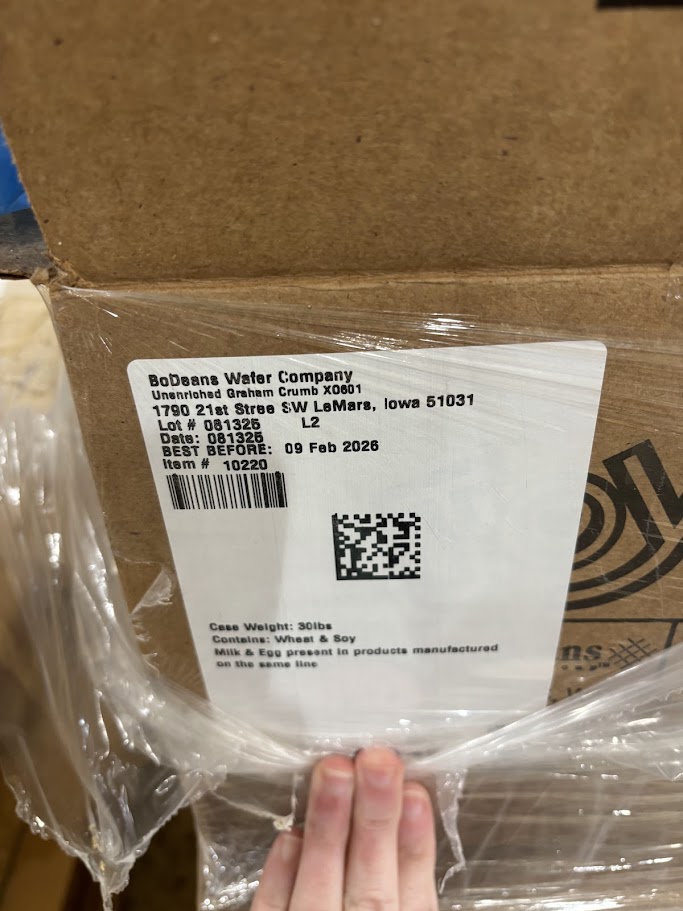 BoDeans Wafer Company
Unenriched Graham Crumb X0601
1790 21st Stree SW LeMars, Iowa 51031
Lot # 081325 L2
Date: 081325
BEST BEFORE: 09 Feb 2026
Item # 10220
Case Weight: 30lbs
Contains: Wheat & Soy
Milk & Egg present in products manufactured
on the same line